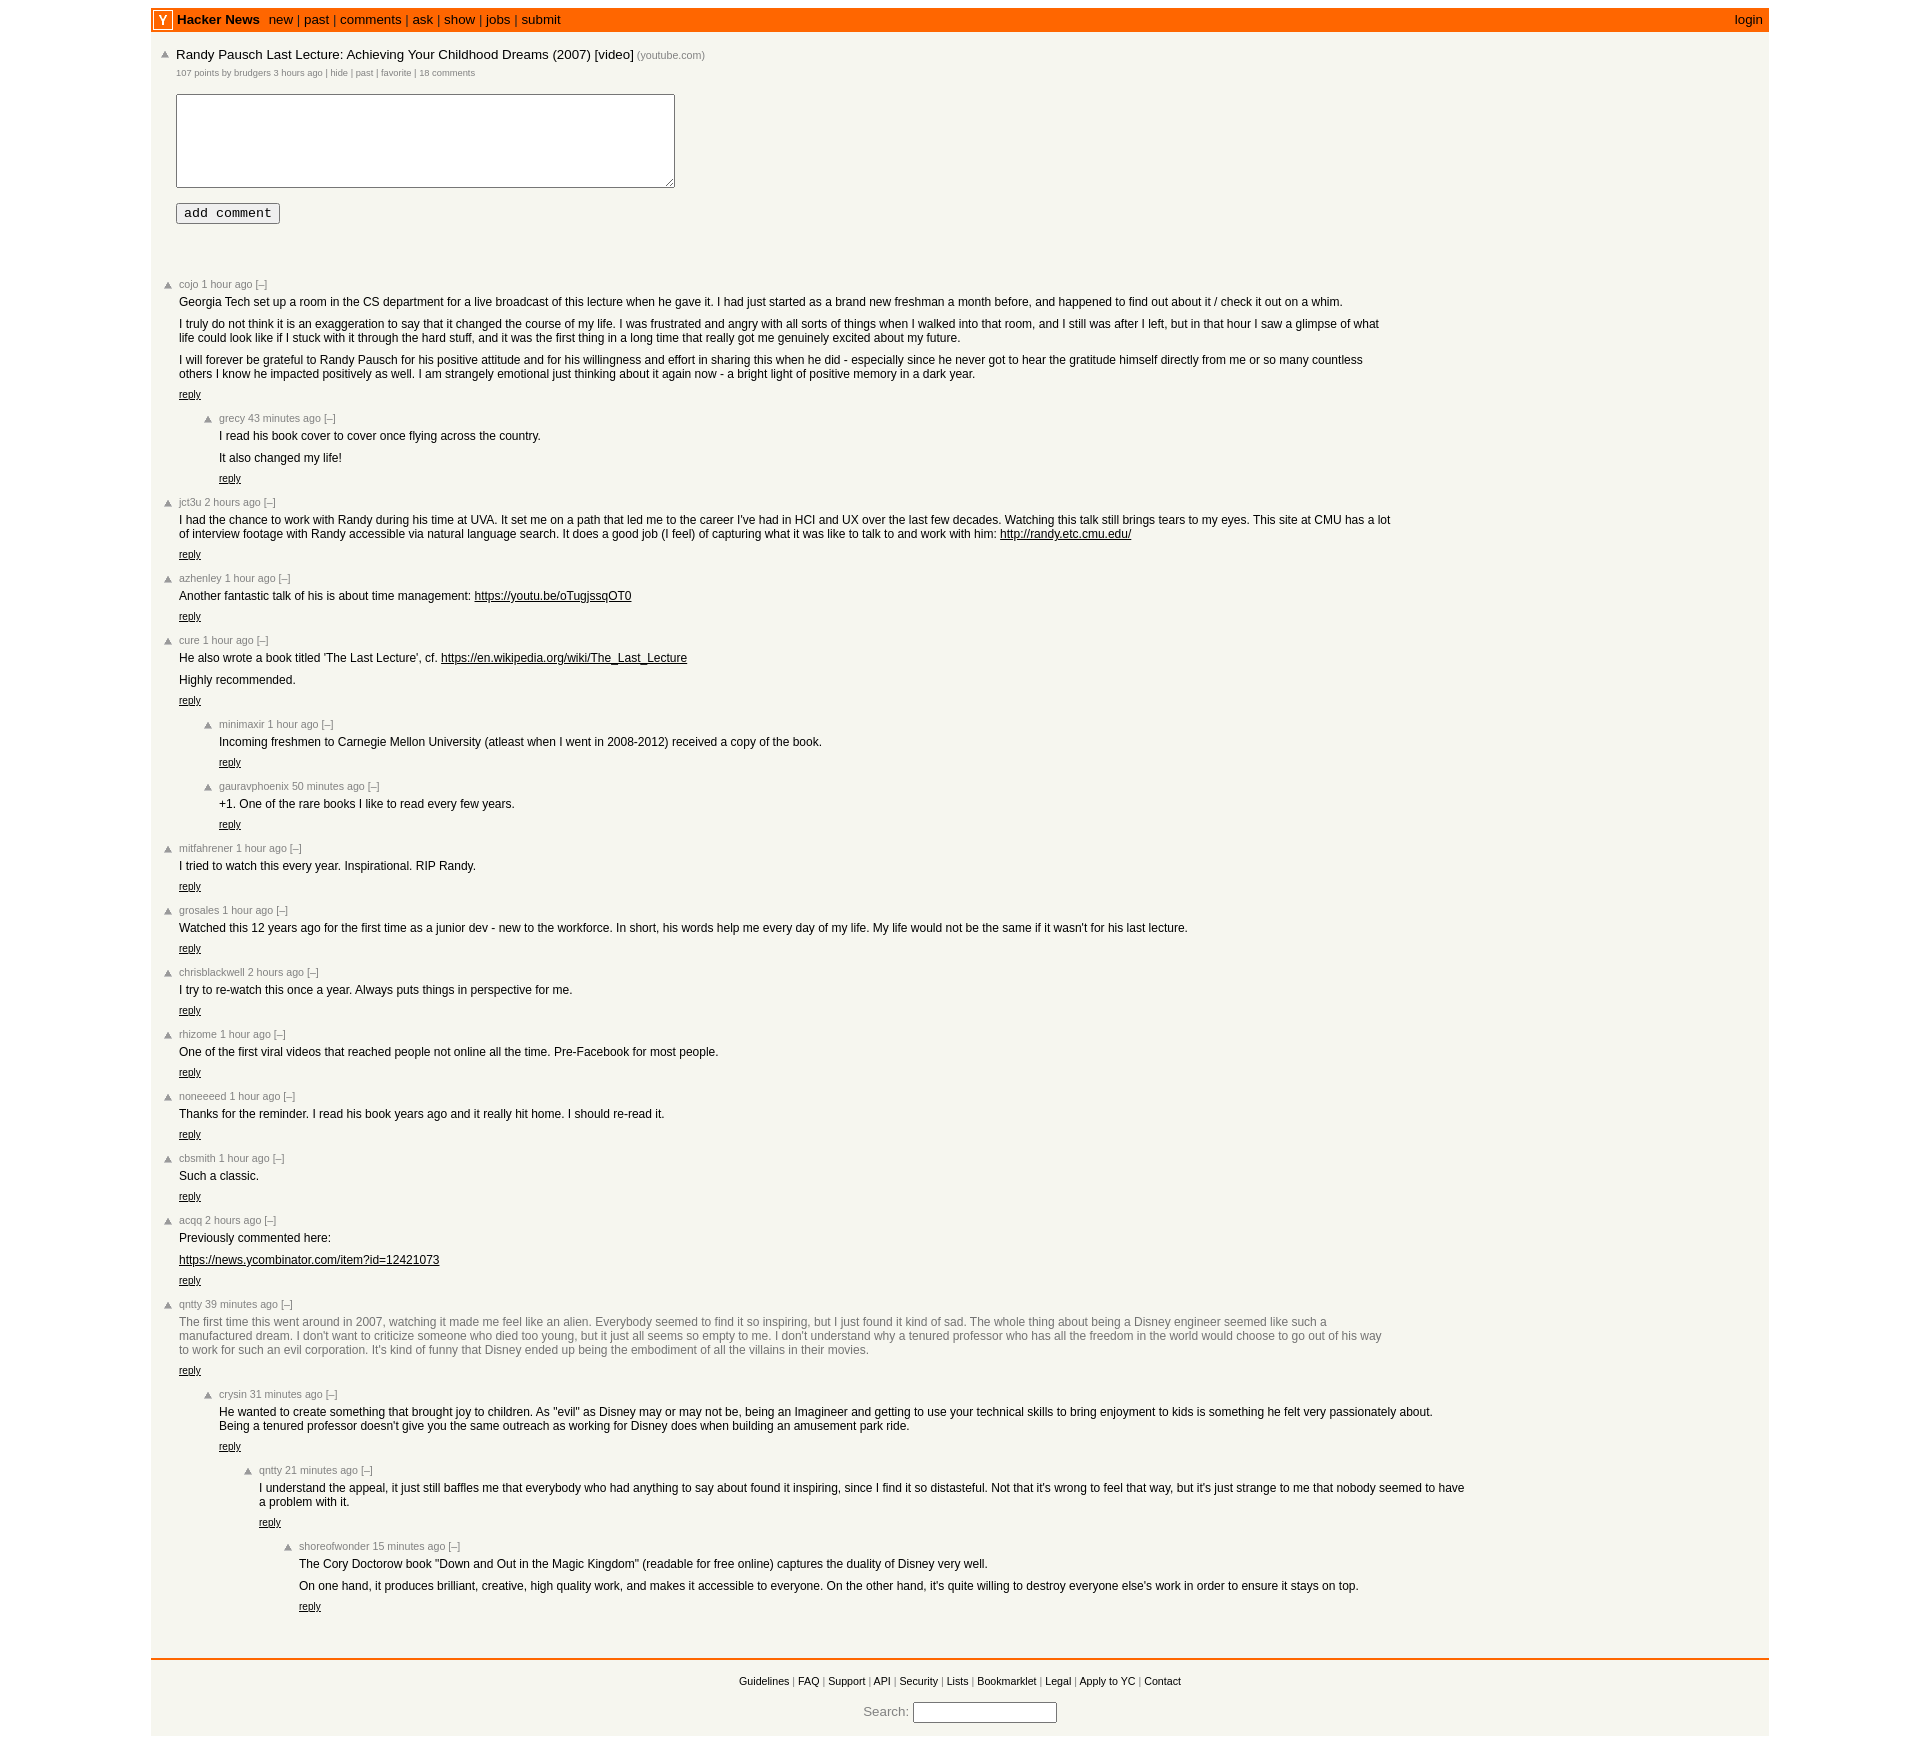 Y Hacker News new | past | comments | ask | show | jobs | submit login
Randy Pausch Last Lecture: Achieving Your Childhood Dreams (2007) [video] (youtube.com)
107 points by brudgers 3 hours ago | hide | past | favorite | 18 comments
add comment
cojo 1 hour ago [–]
Georgia Tech set up a room in the CS department for a live broadcast of this lecture when he gave it. I had just started as a brand new freshman a month before, and happened to find out about it / check it out on a whim.
I truly do not think it is an exaggeration to say that it changed the course of my life. I was frustrated and angry with all sorts of things when I walked into that room, and I still was after I left, but in that hour I saw a glimpse of what
life could look like if I stuck with it through the hard stuff, and it was the first thing in a long time that really got me genuinely excited about my future.
I will forever be grateful to Randy Pausch for his positive attitude and for his willingness and effort in sharing this when he did - especially since he never got to hear the gratitude himself directly from me or so many countless
others I know he impacted positively as well. I am strangely emotional just thinking about it again now - a bright light of positive memory in a dark year.
reply
grecy 43 minutes ago [–]
I read his book cover to cover once flying across the country.
It also changed my life!
reply
jct3u 2 hours ago [–]
I had the chance to work with Randy during his time at UVA. It set me on a path that led me to the career I've had in HCI and UX over the last few decades. Watching this talk still brings tears to my eyes. This site at CMU has a lot
of interview footage with Randy accessible via natural language search. It does a good job (I feel) of capturing what it was like to talk to and work with him: http://randy.etc.cmu.edu/
reply
azhenley 1 hour ago [–]
Another fantastic talk of his is about time management: https://youtu.be/oTugjssqOT0
reply
cure 1 hour ago [–]
He also wrote a book titled 'The Last Lecture', cf. https://en.wikipedia.org/wiki/The_Last_Lecture
Highly recommended.
reply
minimaxir 1 hour ago [–]
Incoming freshmen to Carnegie Mellon University (atleast when I went in 2008-2012) received a copy of the book.
reply
gauravphoenix 50 minutes ago [–]
+1. One of the rare books I like to read every few years.
reply
mitfahrener 1 hour ago [–]
I tried to watch this every year. Inspirational. RIP Randy.
reply
grosales 1 hour ago [–]
Watched this 12 years ago for the first time as a junior dev - new to the workforce. In short, his words help me every day of my life. My life would not be the same if it wasn't for his last lecture.
reply
chrisblackwell 2 hours ago [–]
I try to re-watch this once a year. Always puts things in perspective for me.
reply
rhizome 1 hour ago [–]
One of the first viral videos that reached people not online all the time. Pre-Facebook for most people.
reply
noneeeed 1 hour ago [–]
Thanks for the reminder. I read his book years ago and it really hit home. I should re-read it.
reply
cbsmith 1 hour ago [–]
Such a classic.
reply
acqq 2 hours ago [–]
Previously commented here:
https://news.ycombinator.com/item?id=12421073
reply
qntty 39 minutes ago [–]
The first time this went around in 2007, watching it made me feel like an alien. Everybody seemed to find it so inspiring, but I just found it kind of sad. The whole thing about being a Disney engineer seemed like such a
manufactured dream. I don't want to criticize someone who died too young, but it just all seems so empty to me. I don't understand why a tenured professor who has all the freedom in the world would choose to go out of his way
to work for such an evil corporation. It's kind of funny that Disney ended up being the embodiment of all the villains in their movies.
reply
crysin 31 minutes ago [–]
He wanted to create something that brought joy to children. As "evil" as Disney may or may not be, being an Imagineer and getting to use your technical skills to bring enjoyment to kids is something he felt very passionately about.
Being a tenured professor doesn't give you the same outreach as working for Disney does when building an amusement park ride.
reply
qntty 21 minutes ago [–]
I understand the appeal, it just still baffles me that everybody who had anything to say about found it inspiring, since I find it so distasteful. Not that it's wrong to feel that way, but it's just strange to me that nobody seemed to have
a problem with it.
reply
shoreofwonder 15 minutes ago [–]
The Cory Doctorow book "Down and Out in the Magic Kingdom" (readable for free online) captures the duality of Disney very well.
On one hand, it produces brilliant, creative, high quality work, and makes it accessible to everyone. On the other hand, it's quite willing to destroy everyone else's work in order to ensure it stays on top.
reply
Guidelines | FAQ | Support | API | Security | Lists | Bookmarklet | Legal | Apply to YC | Contact
Search: